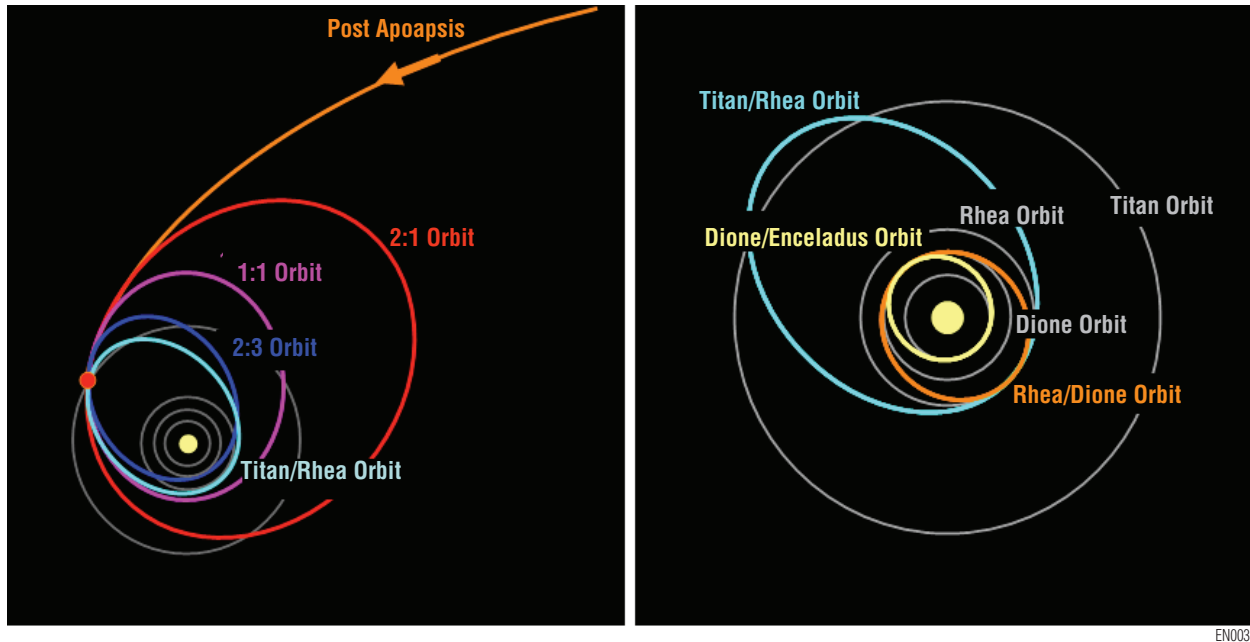 Post Apoapsis
2:1 Orbit
1:1 Orbit
2:3 Orbit
Titan/Rhea Orbit
Titan/Rhea Orbit
Titan Orbit
Rhea Orbit
Dione/Enceladus Orbit
Dione Orbit
Rhea/Dione Orbit
EN003